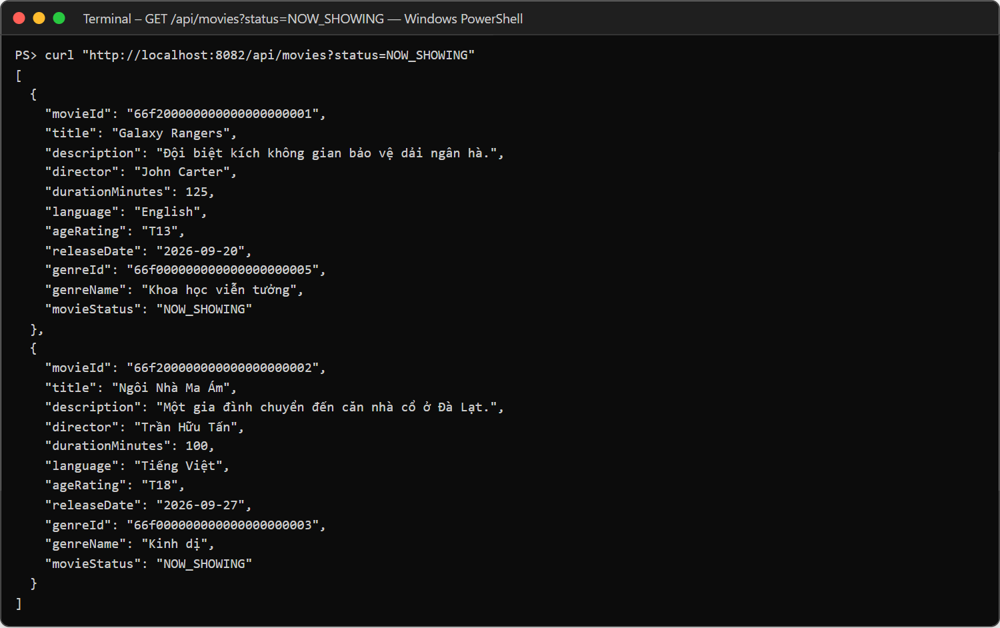 Terminal – GET /api/movies?status=NOW_SHOWING — Windows PowerShell
PS> curl "http://localhost:8082/api/movies?status=NOW_SHOWING"
[
  {
    "movieId": "66f200000000000000000001",
    "title": "Galaxy Rangers",
    "description": "Đội biệt kích không gian bảo vệ dải ngân hà.",
    "director": "John Carter",
    "durationMinutes": 125,
    "language": "English",
    "ageRating": "T13",
    "releaseDate": "2026-09-20",
    "genreId": "66f000000000000000000005",
    "genreName": "Khoa học viễn tưởng",
    "movieStatus": "NOW_SHOWING"
  },
  {
    "movieId": "66f200000000000000000002",
    "title": "Ngôi Nhà Ma Ám",
    "description": "Một gia đình chuyển đến căn nhà cổ ở Đà Lạt.",
    "director": "Trần Hữu Tấn",
    "durationMinutes": 100,
    "language": "Tiếng Việt",
    "ageRating": "T18",
    "releaseDate": "2026-09-27",
    "genreId": "66f000000000000000000003",
    "genreName": "Kinh dị",
    "movieStatus": "NOW_SHOWING"
  }
]